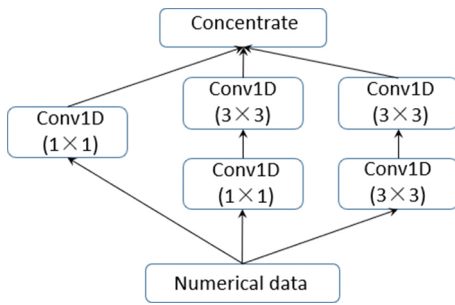 Concentrate
Conv1D
(1×1)
Conv1D
(3×3)
Conv1D
(3×3)
Conv1D
(1×1)
Conv1D
(3×3)
Numerical data